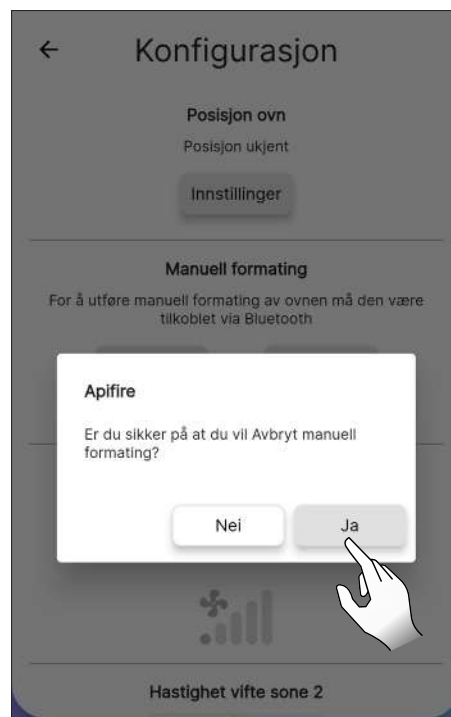 Konfigurasjon
Posisjon ovn
Posisjon ukjent
Innstillinger
Manuell formating
For å utføre manuell formating av ovnen må den være
tilkoblet via Bluetooth
Apifire
Er du sikker på at du vil Avbryt manuell
formating?
Nei
Ja
Hastighet vifte sone 2